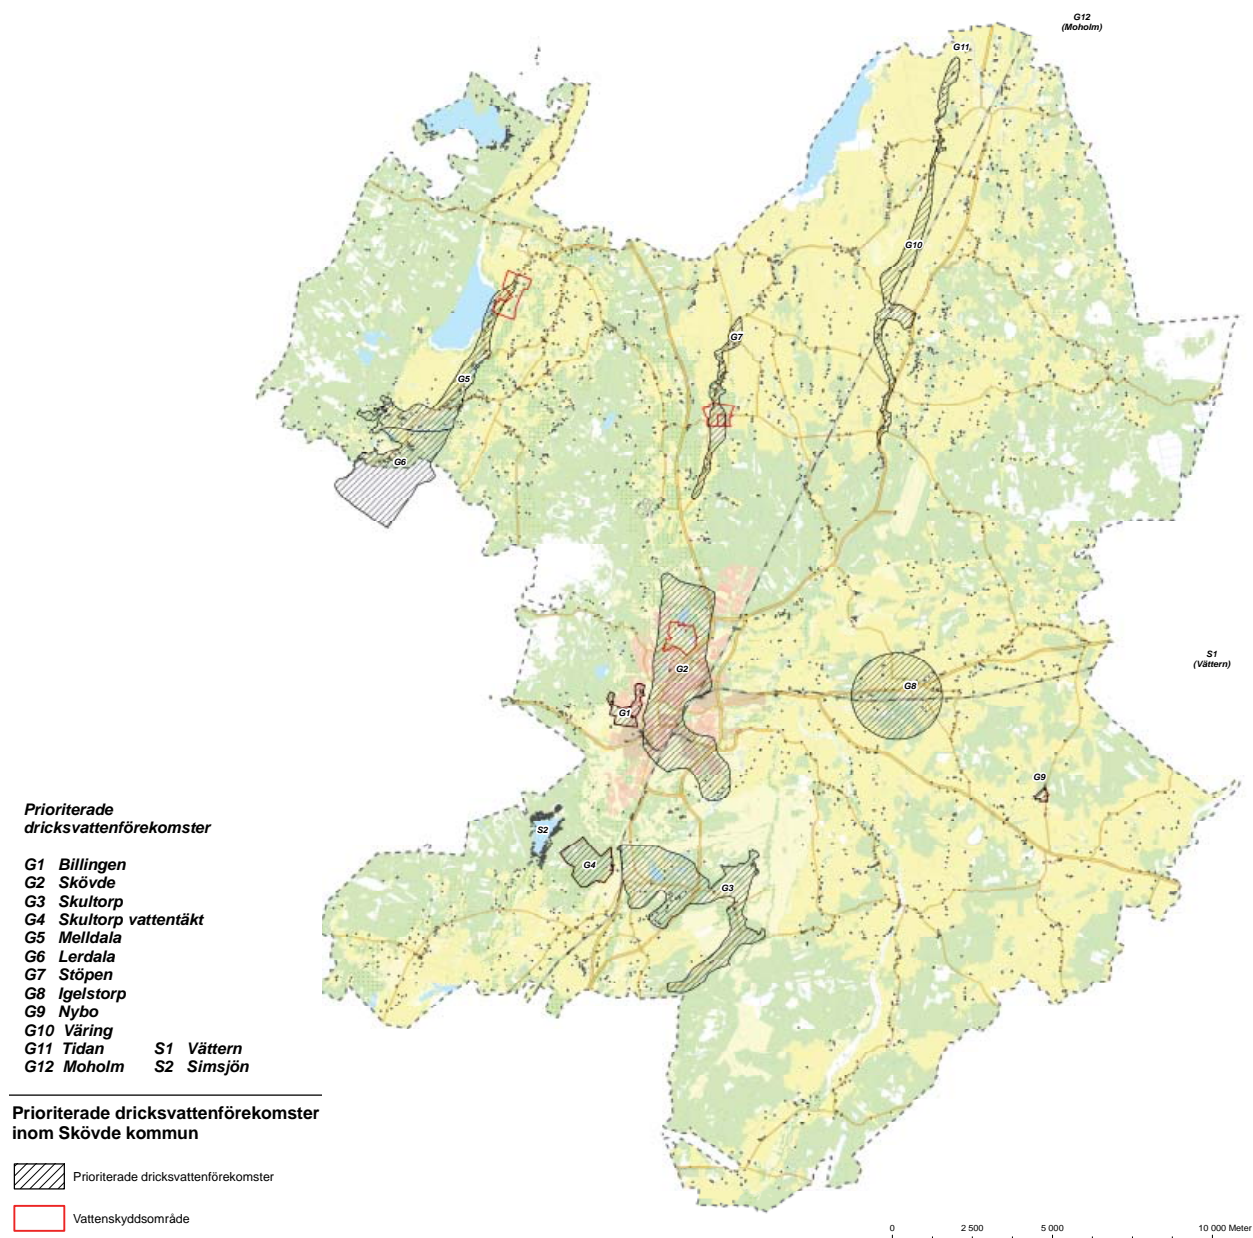 G12
(Moholm)
G11
G10
G7
G5
G6
S1
(Vättern)
G2
G8
G1
G9
S2
G4
G3
Prioriterade
dricksvattenförekomster
G1 Billingen
G2 Skövde
G3 Skultorp
G4 Skultorp vattentäkt
G5 Melldala
G6 Lerdala
G7 Stöpen
G8 Igelstorp
G9 Nybo
G10 Väring
G11 Tidan S1 Vättern
G12 Moholm S2 Simsjön
Prioriterade dricksvattenförekomster
inom Skövde kommun
Prioriterade dricksvattenförekomster
Vattenskyddsområde
0 2 500 5 000 10 000 Meter